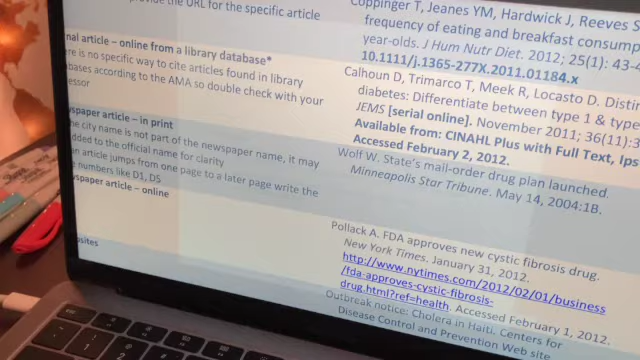 provide the URL for the specific article
nal article – online from a library database*
ere is no specific way to cite articles found in library
bases according to the AMA so double check with your
essor
spaper article – in print
he city name is not part of the newspaper name, it may
dded to the official name for clarity
n article jumps from one page to a later page write the
e numbers like D1, D5
spaper article – online
bsites
Coppinger T, Jeanes YM, Hardwick J, Reeves S
frequency of eating and breakfast consump
year-olds. J Hum Nutr Diet. 2012; 25(1): 43-4
10.1111/j.1365-277X.2011.01184.x
Calhoun D, Trimarco T, Meek R, Locasto D. Distin
diabetes: Differentiate between type 1 & type
JEMS [serial online]. November 2011; 36(11):3
Available from: CINAHL Plus with Full Text, Ips
Accessed February 2, 2012.
Wolf W. State's mail-order drug plan launched.
Minneapolis Star Tribune. May 14, 2004:1B.
Pollack A. FDA approves new cystic fibrosis drug.
New York Times. January 31, 2012.
http://www.nytimes.com/2012/02/01/business
/fda-approves-cystic-fibrosis-
drug.html?ref=health. Accessed February 1, 2012.
Outbreak notice: Cholera in Haiti. Centers for
Disease Control and Prevention Web site